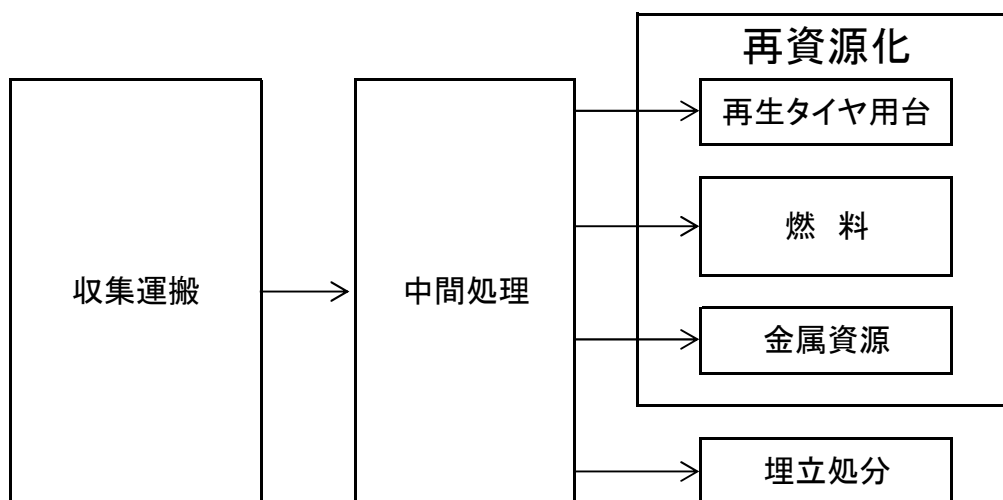 収集運搬
中間処理
再資源化
再生タイヤ用台
燃 料
金属資源
埋立処分